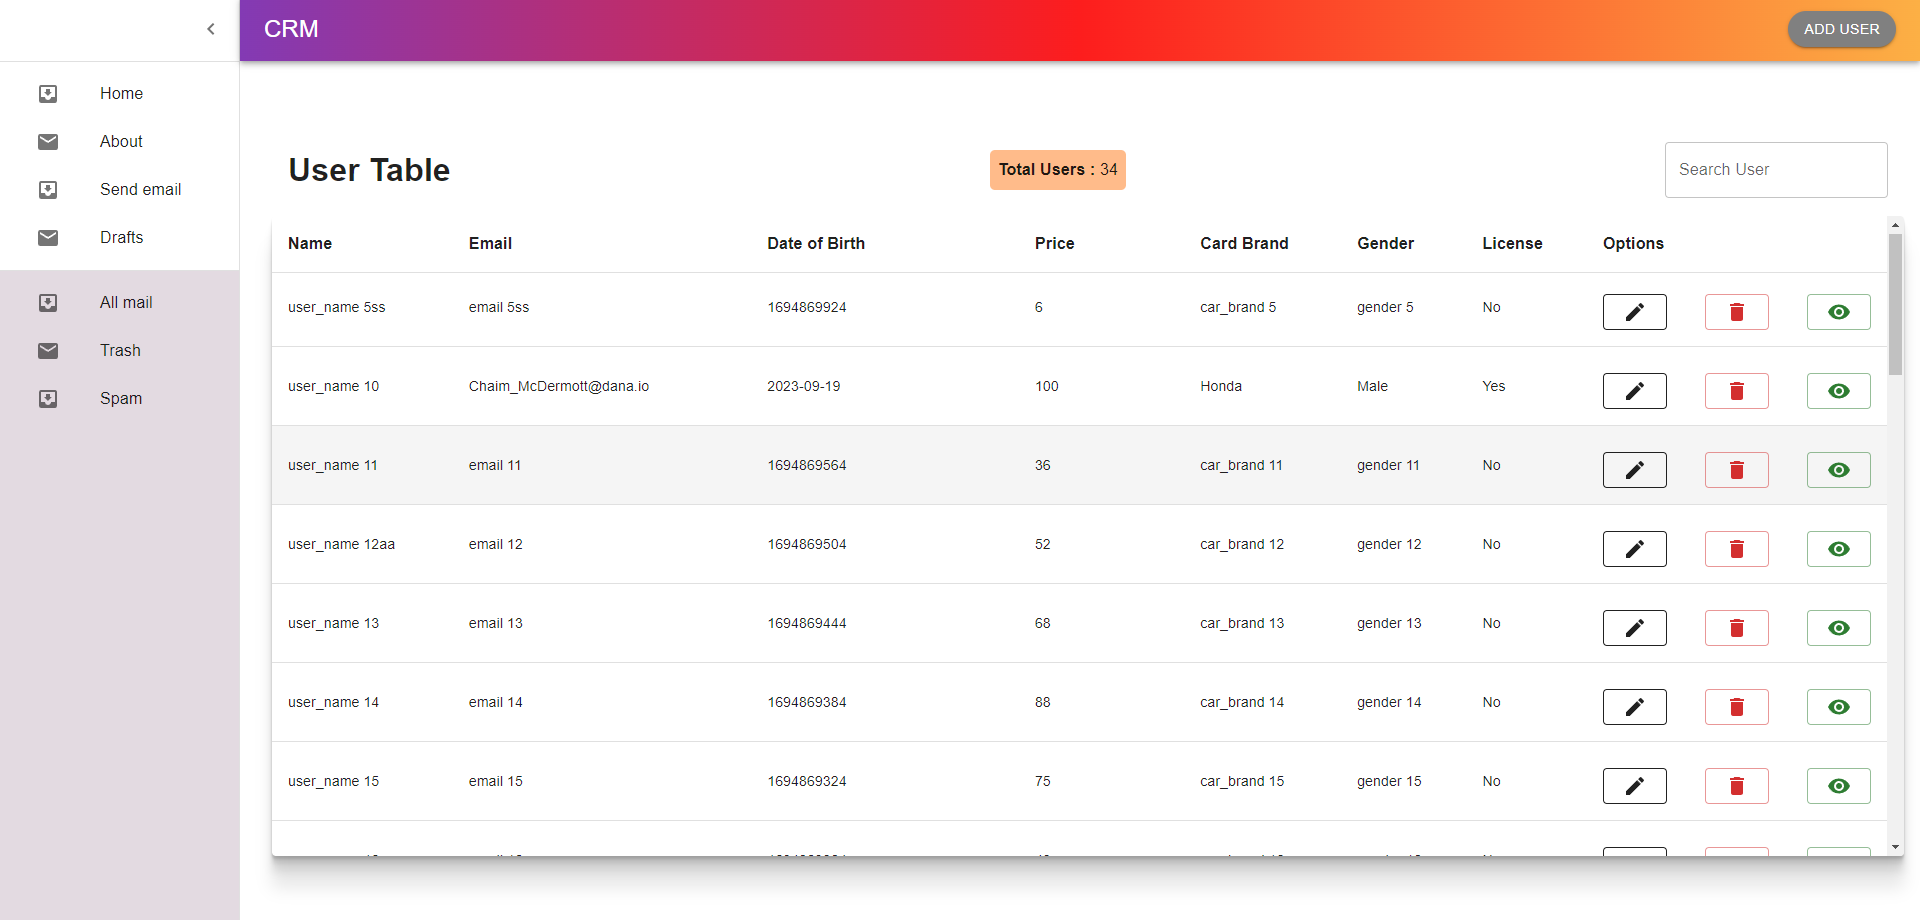 CRM
ADD USER
Home
About
Send email
Drafts
All mail
Trash
Spam
User Table
Total Users : 34
Search User
Name Email Date of Birth Price Card Brand Gender License Options
user_name 5ss email 5ss 1694869924 6 car_brand 5 gender 5 No
user_name 10 Chaim_McDermott@dana.io 2023-09-19 100 Honda Male Yes
user_name 11 email 11 1694869564 36 car_brand 11 gender 11 No
user_name 12aa email 12 1694869504 52 car_brand 12 gender 12 No
user_name 13 email 13 1694869444 68 car_brand 13 gender 13 No
user_name 14 email 14 1694869384 88 car_brand 14 gender 14 No
user_name 15 email 15 1694869324 75 car_brand 15 gender 15 No